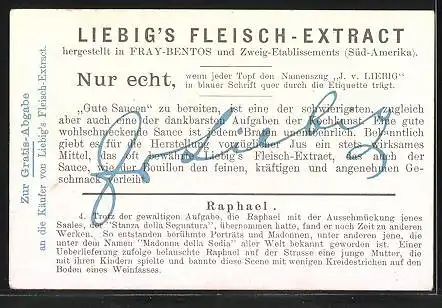 LIEBIG'S FLEISCH-EXTRACT
hergestellt in FRAY-BENTOS und Zweig-Etablissements (Süd-Amerika).
Nur echt,
wenn jeder Topf den Namenszug „J. v. LIEBIG"
in blauer Schrift quer durch die Etiquette trägt.
„Gute Saucen" zu bereiten, ist eine der schwierigsten, zugleich
aber auch der dankbarste Aufgaben der Kochkunst. Eine gute
wohlschmeckende Sauce ist dem Braten unentbehrlich. Bekanntlich
giebt es für die Herstellung vorzüglicher Jus ein stets wirksames
Mittel, das oft bewährte Liebig's Fleisch-Extract, das auch der
Sauce, wie der Bouillon den feinen, kräftigen und angenehmen Ge-
schmack verleiht.
Raphael.
4. Trotz der gewaltigen Aufgabe, die Raphael mit der Ausschmückung jenes
Saales, der "Stanza della Segnatura", übernommen hatte, fand er noch Zeit zu anderen
Werken. So entstanden berühmte Porträts und Madonnen, unter anderen jene, die
unter dem Namen "Madonna della Sedia" aller Welt bekannt geworden ist. Einer
Ueberlieferung zufolge belauschte Raphael auf der Strasse eine junge Mutter, die
mit ihren Kindern spielte und bannte diese Scene mit wenigen Kreidestrichen auf den
Boden eines Weinfasses.
Zur Gratis-Abgabe
an die Käufer von Liebig's Fleisch-Extract.
J v Liebig